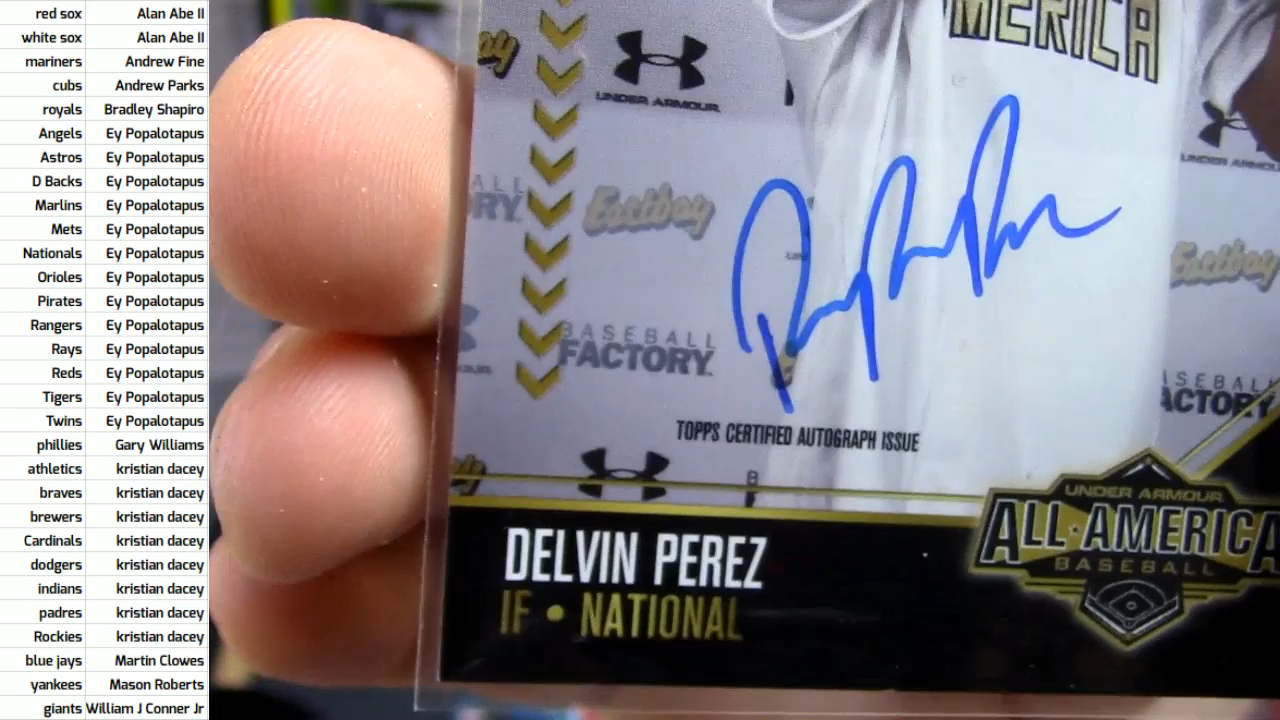 red sox Alan Abe II
white sox Alan Abe II
mariners Andrew Fine
cubs Andrew Parks
royals Bradley Shapiro
Angels Ey Popalotapus
Astros Ey Popalotapus
D Backs Ey Popalotapus
Marlins Ey Popalotapus
Mets Ey Popalotapus
Nationals Ey Popalotapus
Orioles Ey Popalotapus
Pirates Ey Popalotapus
Rangers Ey Popalotapus
Rays Ey Popalotapus
Reds Ey Popalotapus
Tigers Ey Popalotapus
Twins Ey Popalotapus
phillies Gary Williams
athletics kristian dacey
braves kristian dacey
brewers kristian dacey
Cardinals kristian dacey
dodgers kristian dacey
indians kristian dacey
padres kristian dacey
Rockies kristian dacey
blue jays Martin Clowes
yankees Mason Roberts
giants William J Conner Jr
MERICA
UNDER ARMOUR
UNDER ARMOU
ALL
RY.
Eastbay
Eastbay
BASEBALL
FACTORY.
ASEBALL
ACTORY
TOPPS CERTIFIED AUTOGRAPH ISSUE
B
DELVIN PEREZ
IF • NATIONAL
UNDER ARMOUR
ALL·AMERICA
BASEBALL